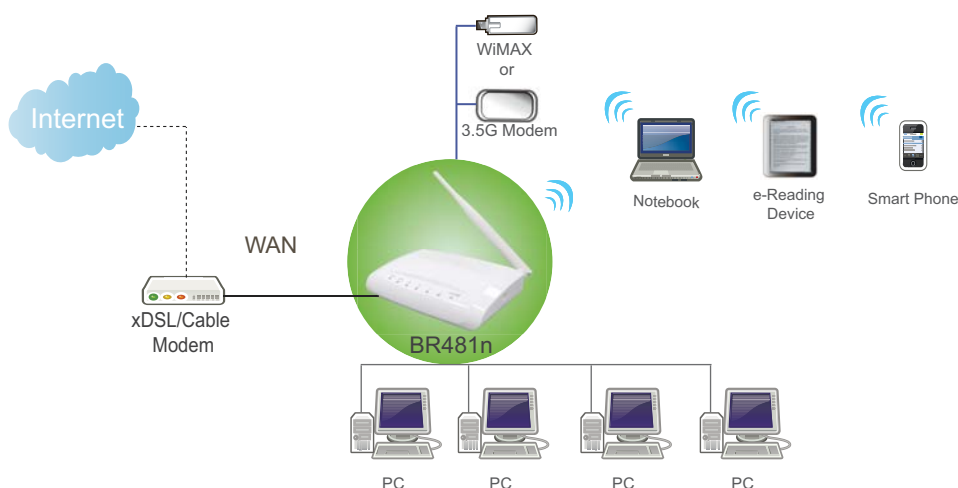 WiMAX
or
3.5G Modem
Internet
Notebook
e-Reading
Device
Smart Phone
WAN
xDSL/Cable
Modem
BR481n
PC
PC
PC
PC